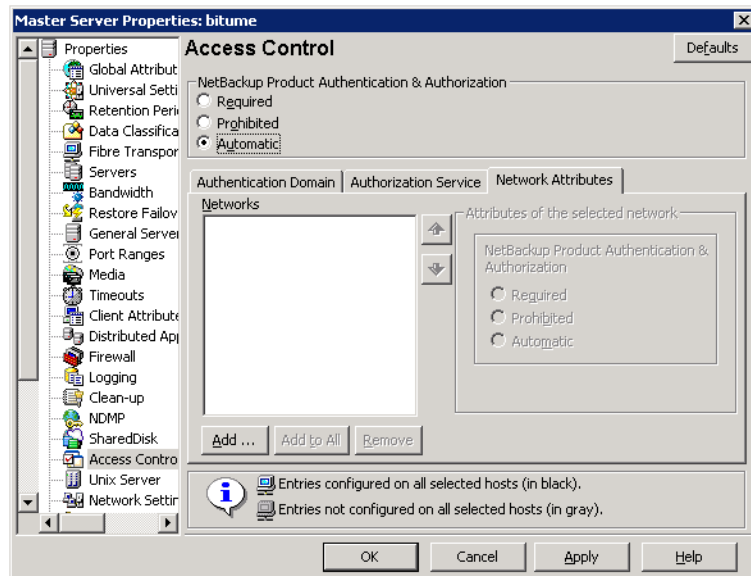 Master Server Properties: bitume
Properties
Global Attribut
Universal Setti
Retention Perio
Data Classifica
Fibre Transpor
Servers
Bandwidth
Restore Failov
General Server
Port Ranges
Media
Timeouts
Client Attribute
Distributed App
Firewall
Logging
Clean-up
NDMP
SharedDisk
Access Contro
Unix Server
Network Settin
Access Control
Defaults
NetBackup Product Authentication & Authorization
Required
Prohibited
Automatic
Authentication Domain
Authorization Service
Network Attributes
Networks
Attributes of the selected network
NetBackup Product Authentication &
Authorization
Required
Prohibited
Automatic
Add ...
Add to All
Remove
Entries configured on all selected hosts (in black).
Entries not configured on all selected hosts (in gray).
OK
Cancel
Apply
Help